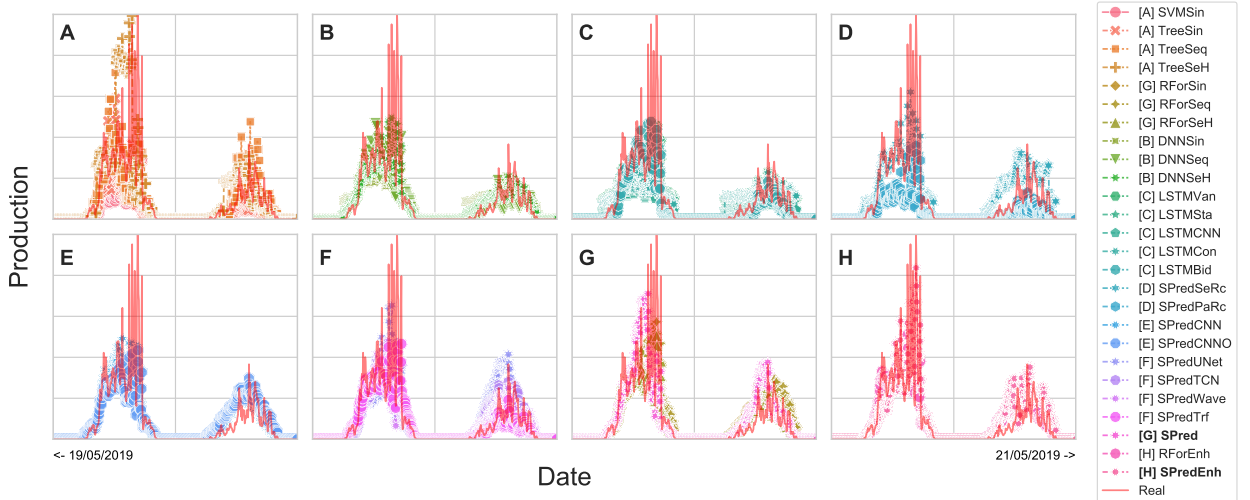 A
B
C
D
E
F
G
H
Production
Date
<- 19/05/2019
21/05/2019 ->
[A] SVMSin
[A] TreeSin
[A] TreeSeq
[A] TreeSeH
[G] RForSin
[G] RForSeq
[G] RForSeH
[B] DNNSin
[B] DNNSeq
[B] DNNSeH
[C] LSTMVan
[C] LSTMSta
[C] LSTMCNN
[C] LSTMCon
[C] LSTMBid
[D] SPredSeRc
[D] SPredPaRc
[E] SPredCNN
[E] SPredCNNO
[F] SPredUNet
[F] SPredTCN
[F] SPredWave
[F] SPredTrf
[G] SPred
[H] RForEnh
[H] SPredEnh
Real